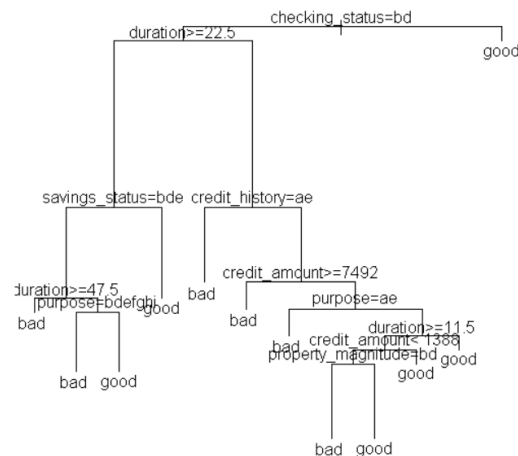 checking_status=bd
duration>=22.5
good
savings_status=bde
credit_history=ae
credit_amount>=7492
bad
duration>=47.5
purpose=bdefghi
good
purpose=ae
bad
bad
duration>=11.5
credit_amount< 1388
bad
good
property_magnitude=bd
good
bad
good
bad
good